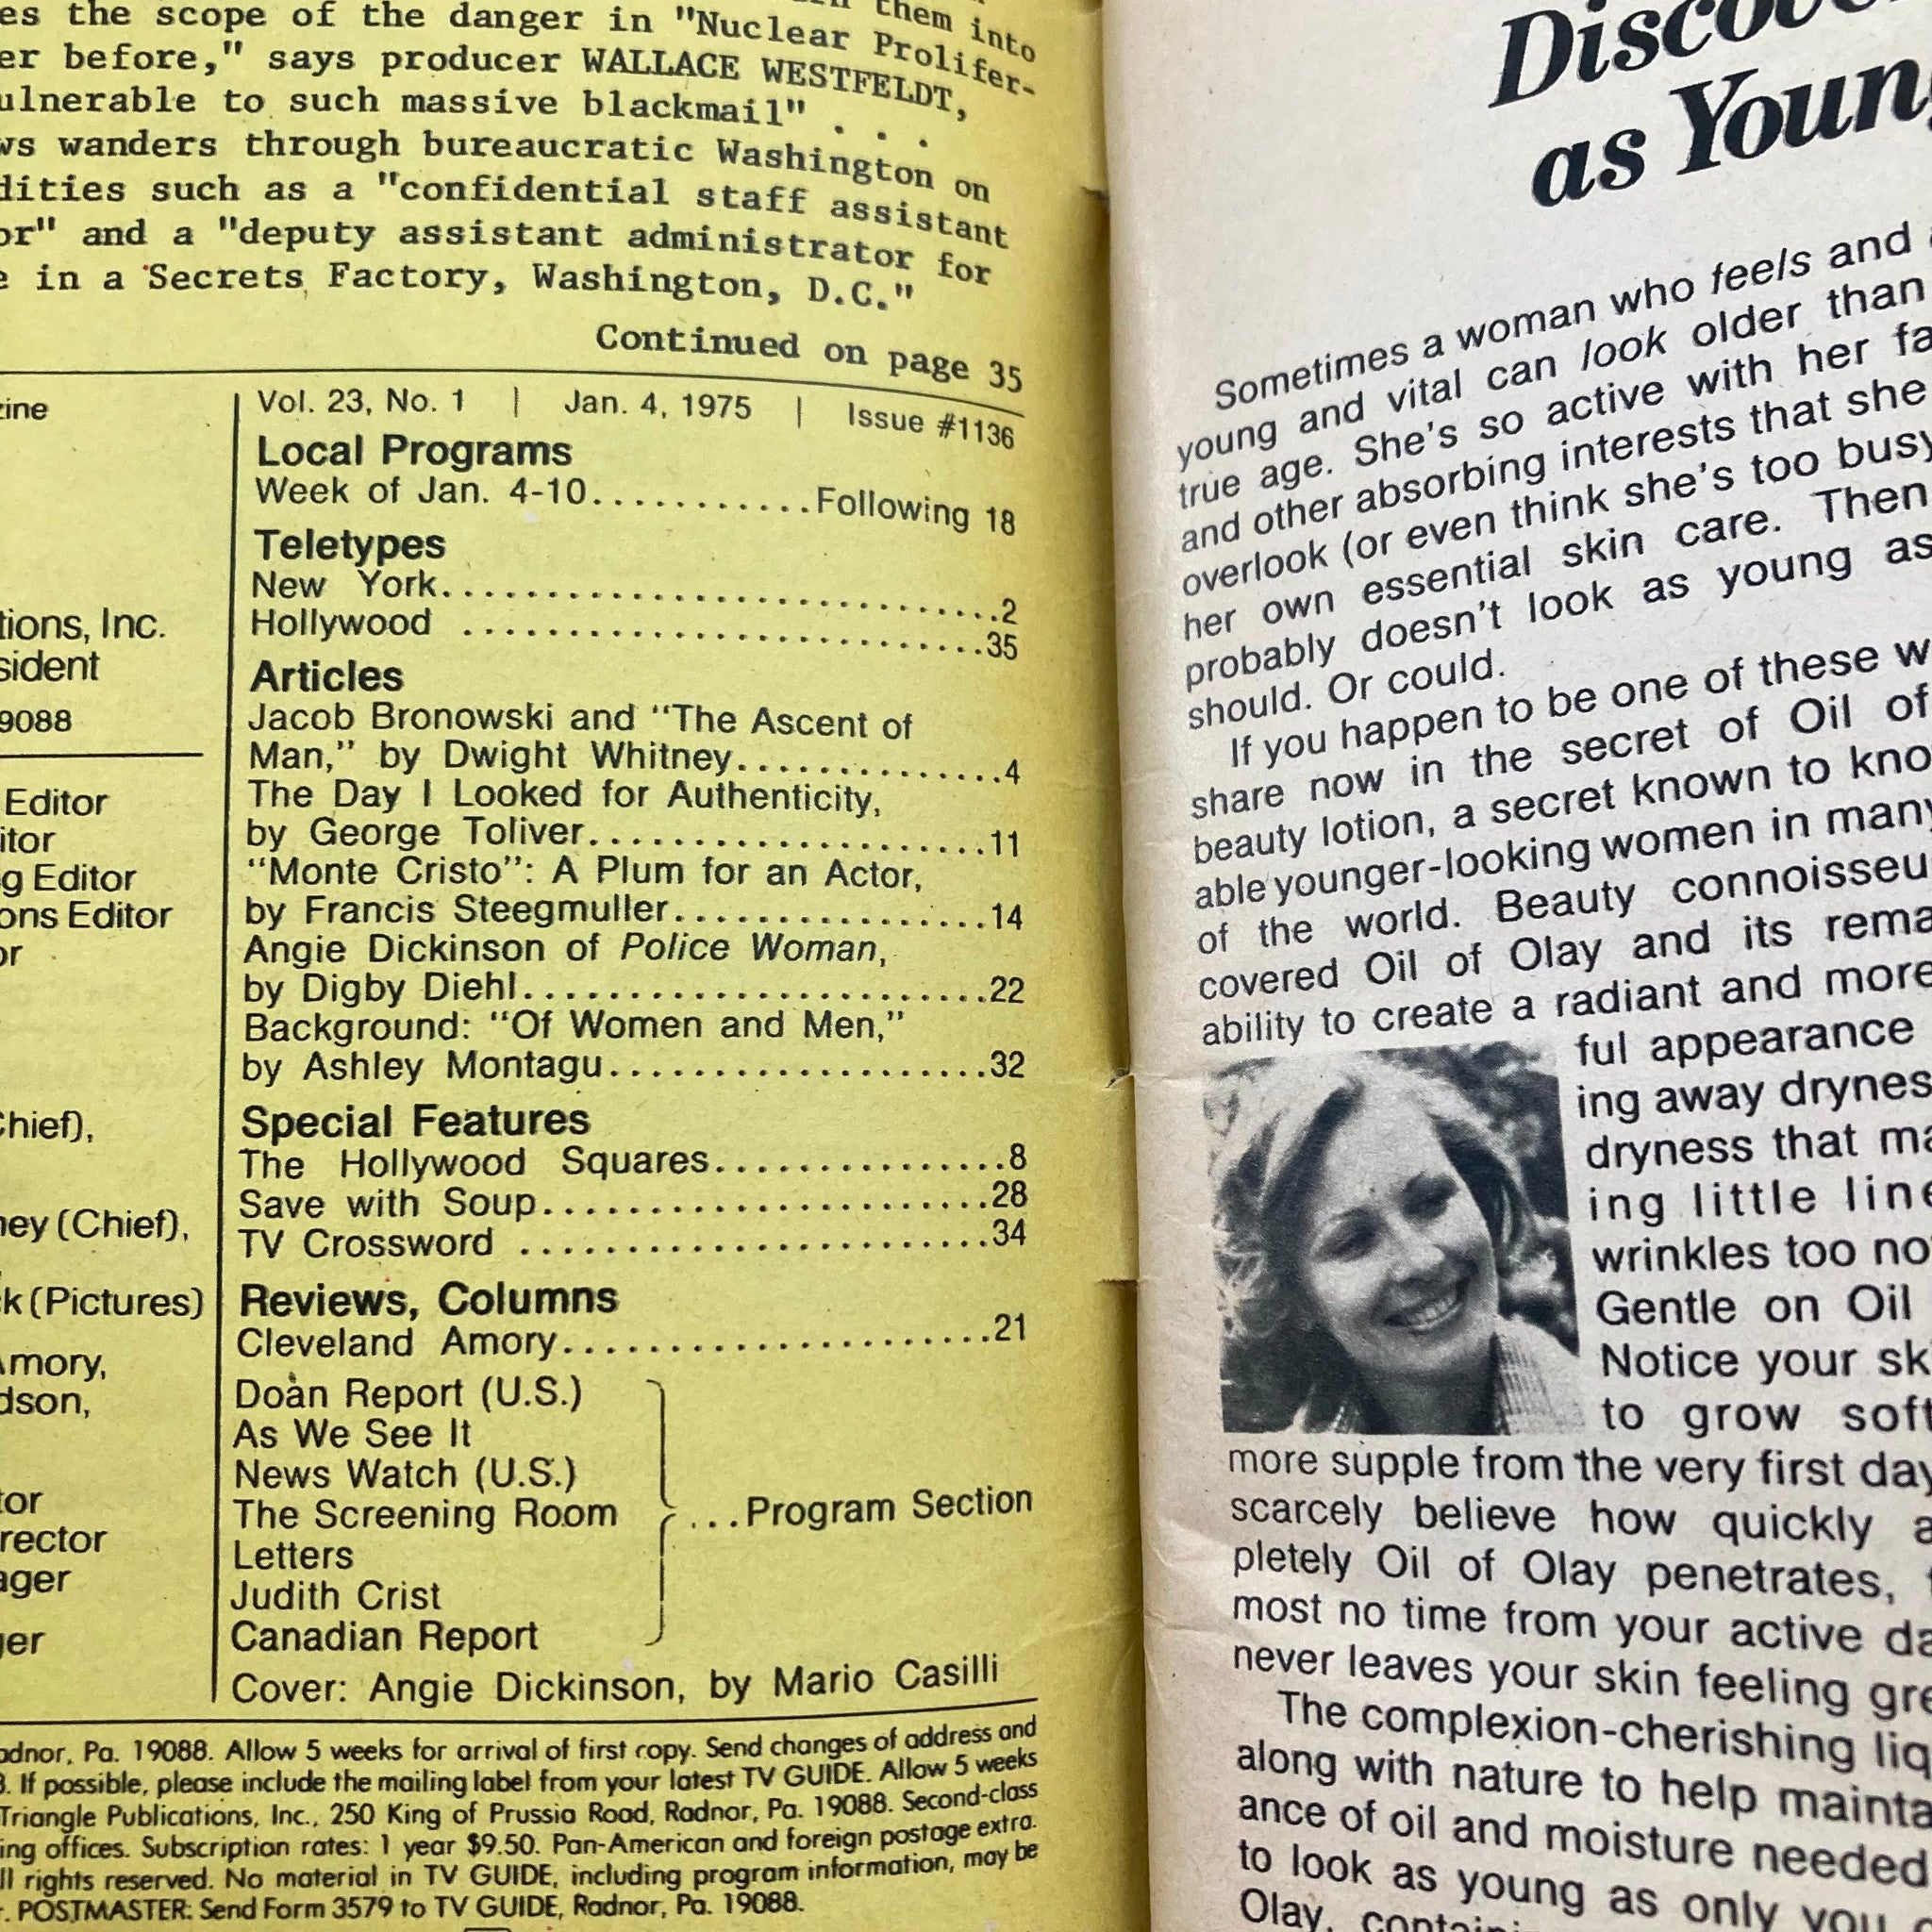 them into
es the scope of the danger in "Nuclear Prolifer-
er before," says producer WALLACE WESTFELDT,
ulnerable to such massive blackmail" . . .
ws wanders through bureaucratic Washington on
dities such as a "confidential staff assistant
or" and a "deputy assistant administrator for
e in a Secrets Factory, Washington, D.C."
Continued on page 35
zine
tions, Inc.
sident
9088
Editor
itor
g Editor
ons Editor
or
Chief),
ney (Chief),
k (Pictures)
Amory,
dson,
tor
rector
ager
ger
Vol. 23, No. 1 | Jan. 4, 1975 | Issue #1136
Local Programs
Week of Jan. 4-10...........Following 18
Teletypes
New York..........................2
Hollywood .........................35
Articles
Jacob Bronowski and "The Ascent of
Man," by Dwight Whitney..............4
The Day I Looked for Authenticity,
by George Toliver....................11
"Monte Cristo": A Plum for an Actor,
by Francis Steegmuller...............14
Angie Dickinson of Police Woman,
by Digby Diehl.......................22
Background: "Of Women and Men,"
by Ashley Montagu....................32
Special Features
The Hollywood Squares...............8
Save with Soup......................28
TV Crossword .......................34
Reviews, Columns
Cleveland Amory.....................21
Doan Report (U.S.)
As We See It
News Watch (U.S.)
The Screening Room ...Program Section
Letters
Judith Crist
Canadian Report
Cover: Angie Dickinson, by Mario Casilli
adnor, Pa. 19088. Allow 5 weeks for arrival of first copy. Send changes of address and
8. If possible, please include the mailing label from your latest TV GUIDE. Allow 5 weeks
Triangle Publications, Inc., 250 King of Prussia Road, Radnor, Pa. 19088. Second-class
ing offices. Subscription rates: 1 year $9.50. Pan-American and foreign postage extra.
ll rights reserved. No material in TV GUIDE, including program information, may be
r. POSTMASTER: Send Form 3579 to TV GUIDE, Radnor, Pa. 19088.
Discove
as Young
Sometimes a woman who feels and
young and vital can look older than
true age. She's so active with her fa
and other absorbing interests that she
overlook (or even think she's too busy
her own essential skin care. Then
probably doesn't look as young as
should. Or could.
If you happen to be one of these w
share now in the secret of Oil of
beauty lotion, a secret known to kno
able younger-looking women in many
of the world. Beauty connoisseu
covered Oil of Olay and its rema
ability to create a radiant and more
ful appearance
ing away drynes
dryness that ma
ing little line
wrinkles too no
Gentle on Oil
Notice your sk
to grow soft
more supple from the very first day
scarcely believe how quickly a
pletely Oil of Olay penetrates,
most no time from your active da
never leaves your skin feeling gre
The complexion-cherishing liq
along with nature to help mainta
ance of oil and moisture needed
to look as young as only you
Olay, contain